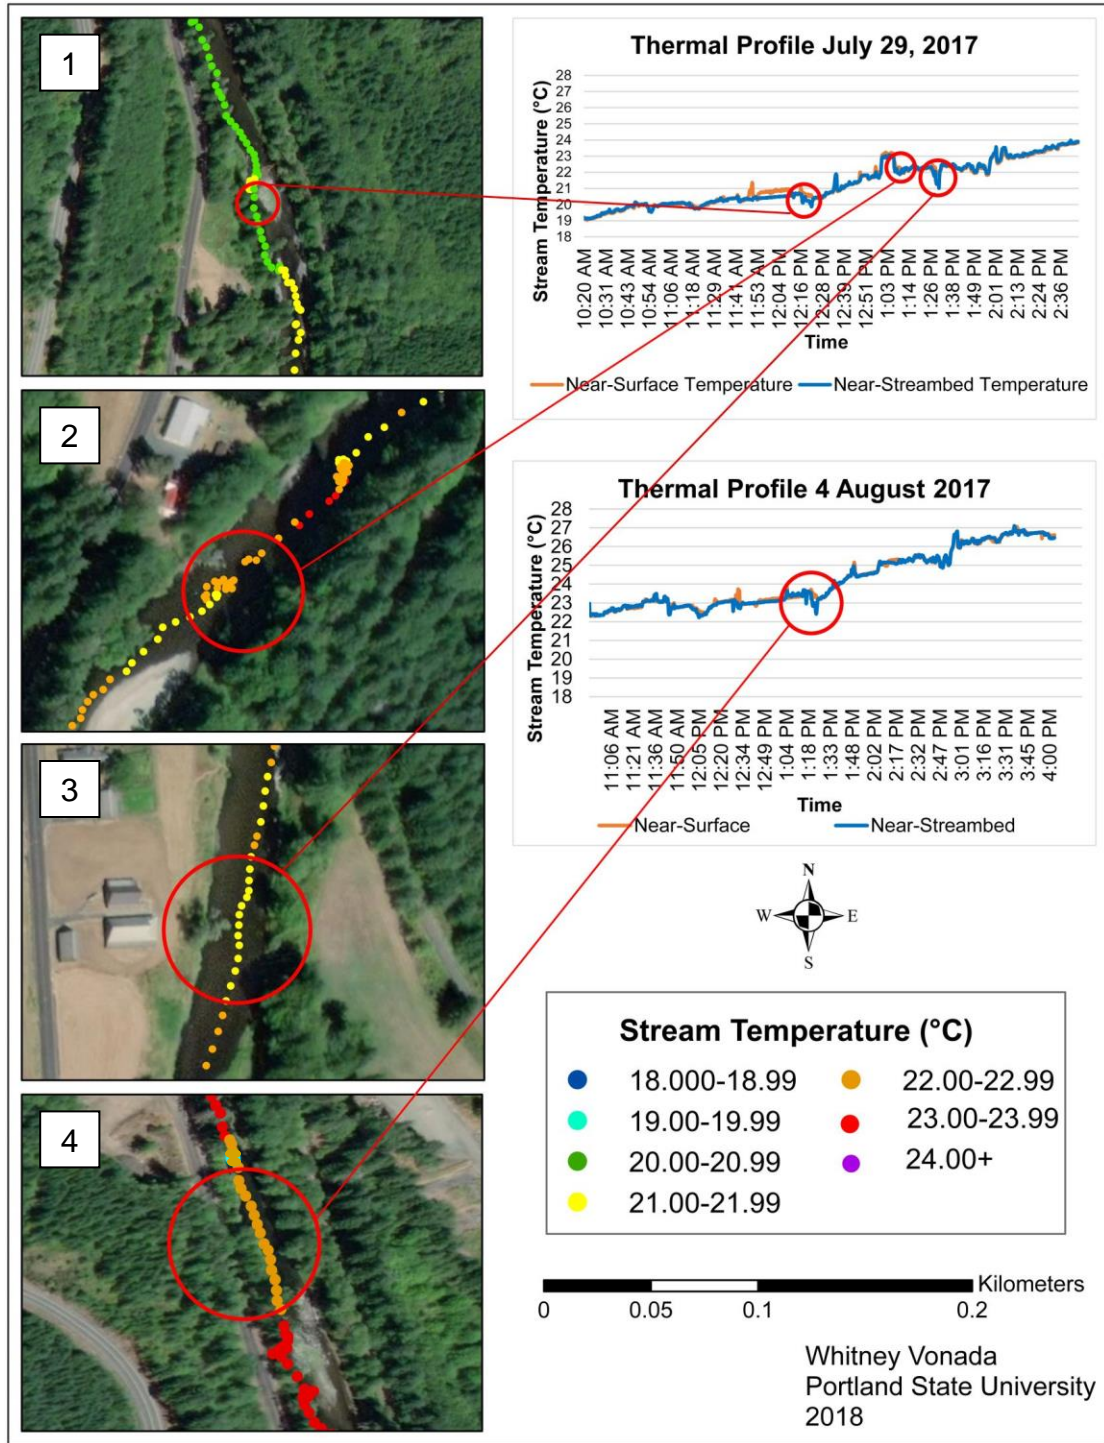 1
2
3
4
Thermal Profile July 29, 2017
Stream Temperature (°C)
28
27
26
25
24
23
22
21
20
19
18
10:20 AM
10:31 AM
10:43 AM
10:54 AM
11:06 AM
11:18 AM
11:29 AM
11:41 AM
11:53 AM
12:04 PM
12:16 PM
12:28 PM
12:39 PM
12:51 PM
1:03 PM
1:14 PM
1:26 PM
1:38 PM
1:49 PM
2:01 PM
2:13 PM
2:24 PM
2:36 PM
Time
Near-Surface Temperature
Near-Streambed Temperature
Thermal Profile 4 August 2017
Stream Temperature (°C)
27
26
25
24
23
22
21
20
19
18
11:06 AM
11:21 AM
11:36 AM
11:50 AM
12:05 PM
12:20 PM
12:34 PM
12:49 PM
1:04 PM
1:18 PM
1:33 PM
1:48 PM
2:02 PM
2:17 PM
2:32 PM
2:47 PM
3:01 PM
3:16 PM
3:31 PM
3:45 PM
4:00 PM
Time
Near-Surface
Near-Streambed
N
W E
S
Stream Temperature (°C)
18.000-18.99
19.00-19.99
20.00-20.99
21.00-21.99
22.00-22.99
23.00-23.99
24.00+
Kilometers
0 0.05 0.1 0.2
Whitney Vonada
Portland State University
2018